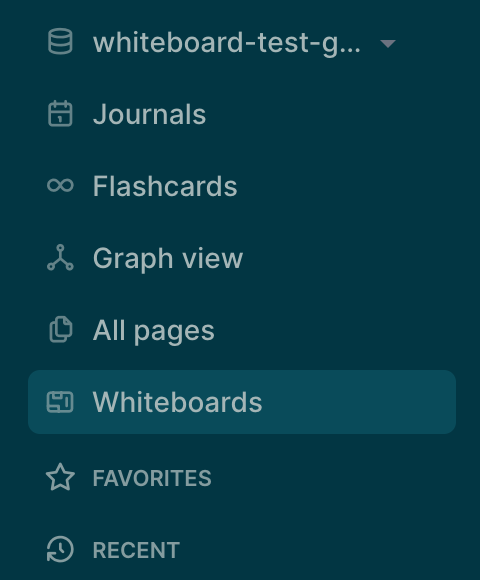 whiteboard-test-g...
Journals
Flashcards
Graph view
All pages
Whiteboards
FAVORITES
RECENT